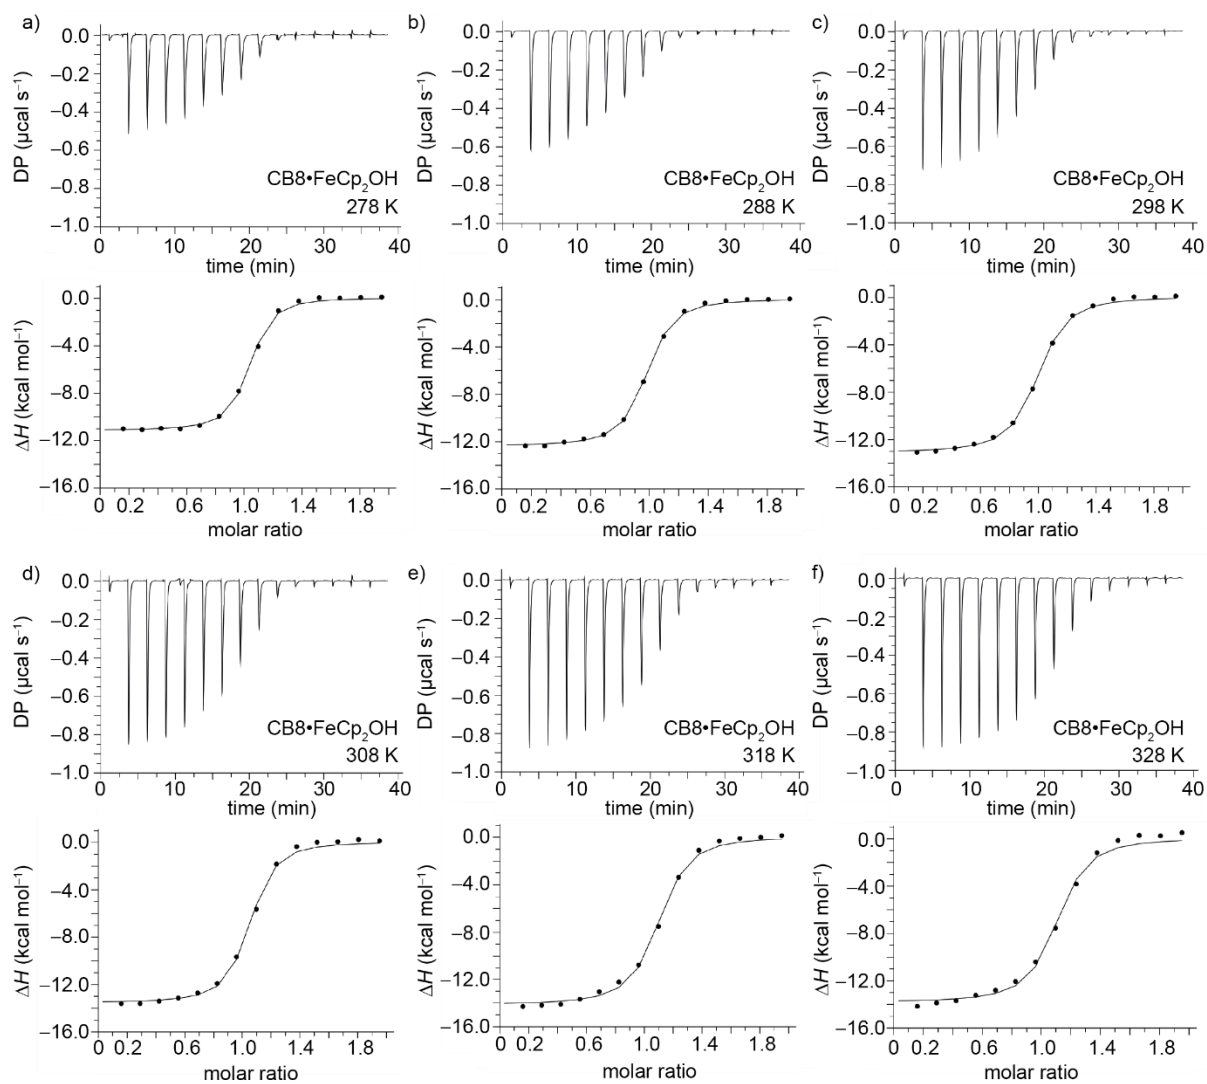 a)
DP (µcal s⁻¹)
0.0
−0.2
−0.4
−0.6
−0.8
−1.0
CB8•FeCp₂OH
278 K
0 10 20 30 40
time (min)
ΔH (kcal mol⁻¹)
0.0
−4.0
−8.0
−12.0
−16.0
0 0.2 0.6 1.0 1.4 1.8
molar ratio
b)
DP (µcal s⁻¹)
0.0
−0.2
−0.4
−0.6
−0.8
−1.0
CB8•FeCp₂OH
288 K
0 10 20 30 40
time (min)
ΔH (kcal mol⁻¹)
0.0
−4.0
−8.0
−12.0
−16.0
0 0.2 0.6 1.0 1.4 1.8
molar ratio
c)
DP (µcal s⁻¹)
0.0
−0.2
−0.4
−0.6
−0.8
−1.0
CB8•FeCp₂OH
298 K
0 10 20 30 40
time (min)
ΔH (kcal mol⁻¹)
0.0
−4.0
−8.0
−12.0
−16.0
0 0.2 0.6 1.0 1.4 1.8
molar ratio
d)
DP (µcal s⁻¹)
0.0
−0.2
−0.4
−0.6
−0.8
−1.0
CB8•FeCp₂OH
308 K
0 10 20 30 40
time (min)
ΔH (kcal mol⁻¹)
0.0
−4.0
−8.0
−12.0
−16.0
0 0.2 0.6 1.0 1.4 1.8
molar ratio
e)
DP (µcal s⁻¹)
0.0
−0.2
−0.4
−0.6
−0.8
−1.0
CB8•FeCp₂OH
318 K
0 10 20 30 40
time (min)
ΔH (kcal mol⁻¹)
0.0
−4.0
−8.0
−12.0
−16.0
0 0.2 0.6 1.0 1.4 1.8
molar ratio
f)
DP (µcal s⁻¹)
0.0
−0.2
−0.4
−0.6
−0.8
−1.0
CB8•FeCp₂OH
328 K
0 10 20 30 40
time (min)
ΔH (kcal mol⁻¹)
0.0
−4.0
−8.0
−12.0
−16.0
0 0.2 0.6 1.0 1.4 1.8
molar ratio